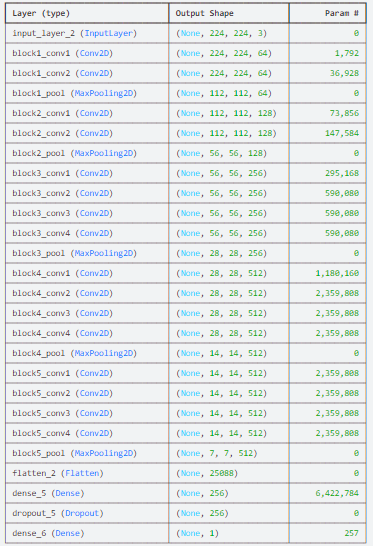 Layer (type) Output Shape Param #
input_layer_2 (InputLayer) (None, 224, 224, 3) 0
block1_conv1 (Conv2D) (None, 224, 224, 64) 1,792
block1_conv2 (Conv2D) (None, 224, 224, 64) 36,928
block1_pool (MaxPooling2D) (None, 112, 112, 64) 0
block2_conv1 (Conv2D) (None, 112, 112, 128) 73,856
block2_conv2 (Conv2D) (None, 112, 112, 128) 147,584
block2_pool (MaxPooling2D) (None, 56, 56, 128) 0
block3_conv1 (Conv2D) (None, 56, 56, 256) 295,168
block3_conv2 (Conv2D) (None, 56, 56, 256) 590,080
block3_conv3 (Conv2D) (None, 56, 56, 256) 590,080
block3_conv4 (Conv2D) (None, 56, 56, 256) 590,080
block3_pool (MaxPooling2D) (None, 28, 28, 256) 0
block4_conv1 (Conv2D) (None, 28, 28, 512) 1,180,160
block4_conv2 (Conv2D) (None, 28, 28, 512) 2,359,808
block4_conv3 (Conv2D) (None, 28, 28, 512) 2,359,808
block4_conv4 (Conv2D) (None, 28, 28, 512) 2,359,808
block4_pool (MaxPooling2D) (None, 14, 14, 512) 0
block5_conv1 (Conv2D) (None, 14, 14, 512) 2,359,808
block5_conv2 (Conv2D) (None, 14, 14, 512) 2,359,808
block5_conv3 (Conv2D) (None, 14, 14, 512) 2,359,808
block5_conv4 (Conv2D) (None, 14, 14, 512) 2,359,808
block5_pool (MaxPooling2D) (None, 7, 7, 512) 0
flatten_2 (Flatten) (None, 25088) 0
dense_5 (Dense) (None, 256) 6,422,784
dropout_5 (Dropout) (None, 256) 0
dense_6 (Dense) (None, 1) 257